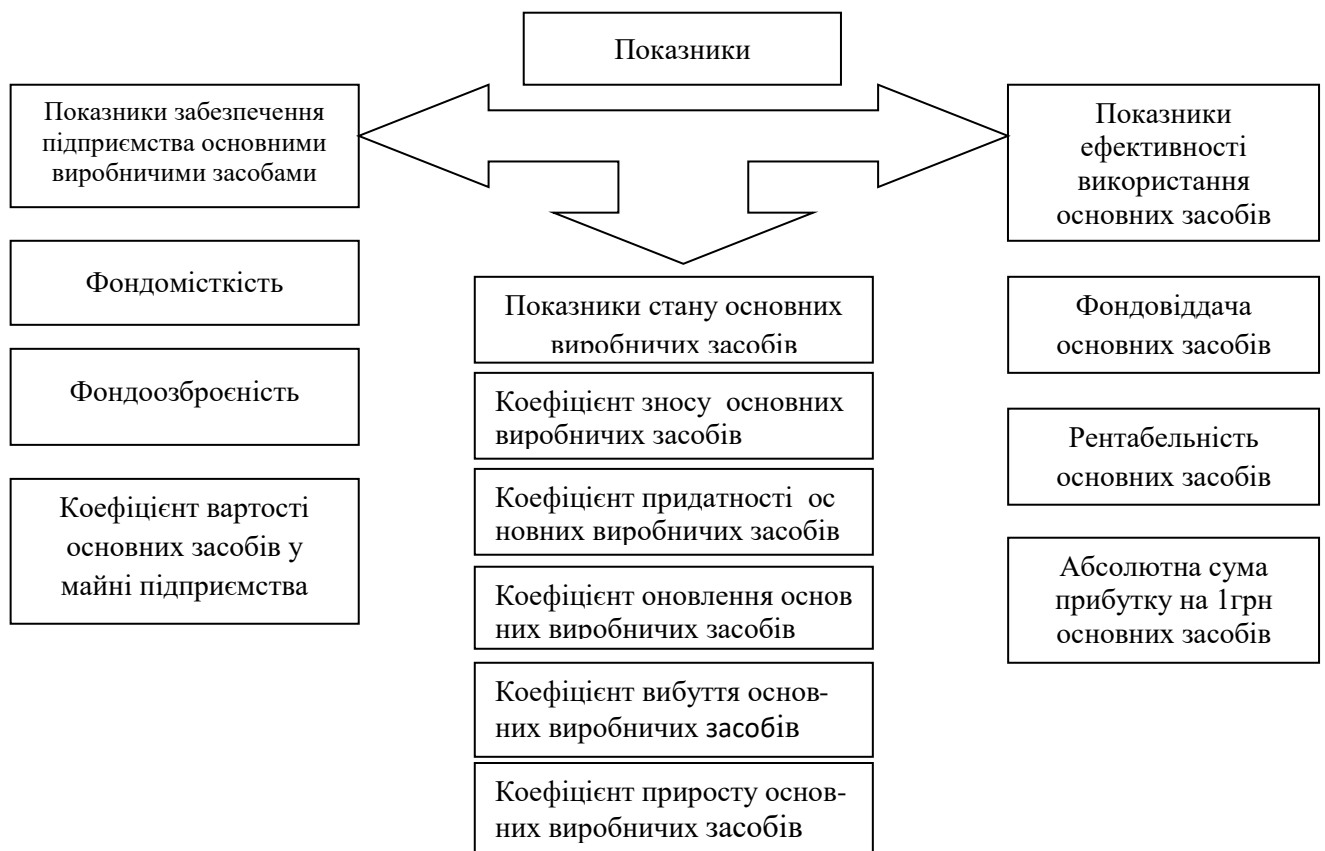 Показники
Показники забезпечення
підприємства основними
виробничими засобами
Фондомісткість
Фондоозброєність
Коефіцієнт вартості
основних засобів у
майні підприємства
Показники стану основних
виробничих засобів
Коефіцієнт зносу основних
виробничих засобів
Коефіцієнт придатності ос
новних виробничих засобів
Коефіцієнт оновлення основ
них виробничих засобів
Коефіцієнт вибуття основ-
них виробничих засобів
Коефіцієнт приросту основ-
них виробничих засобів
Показники
ефективності
використання
основних засобів
Фондовіддача
основних засобів
Рентабельність
основних засобів
Абсолютна сума
прибутку на 1грн
основних засобів